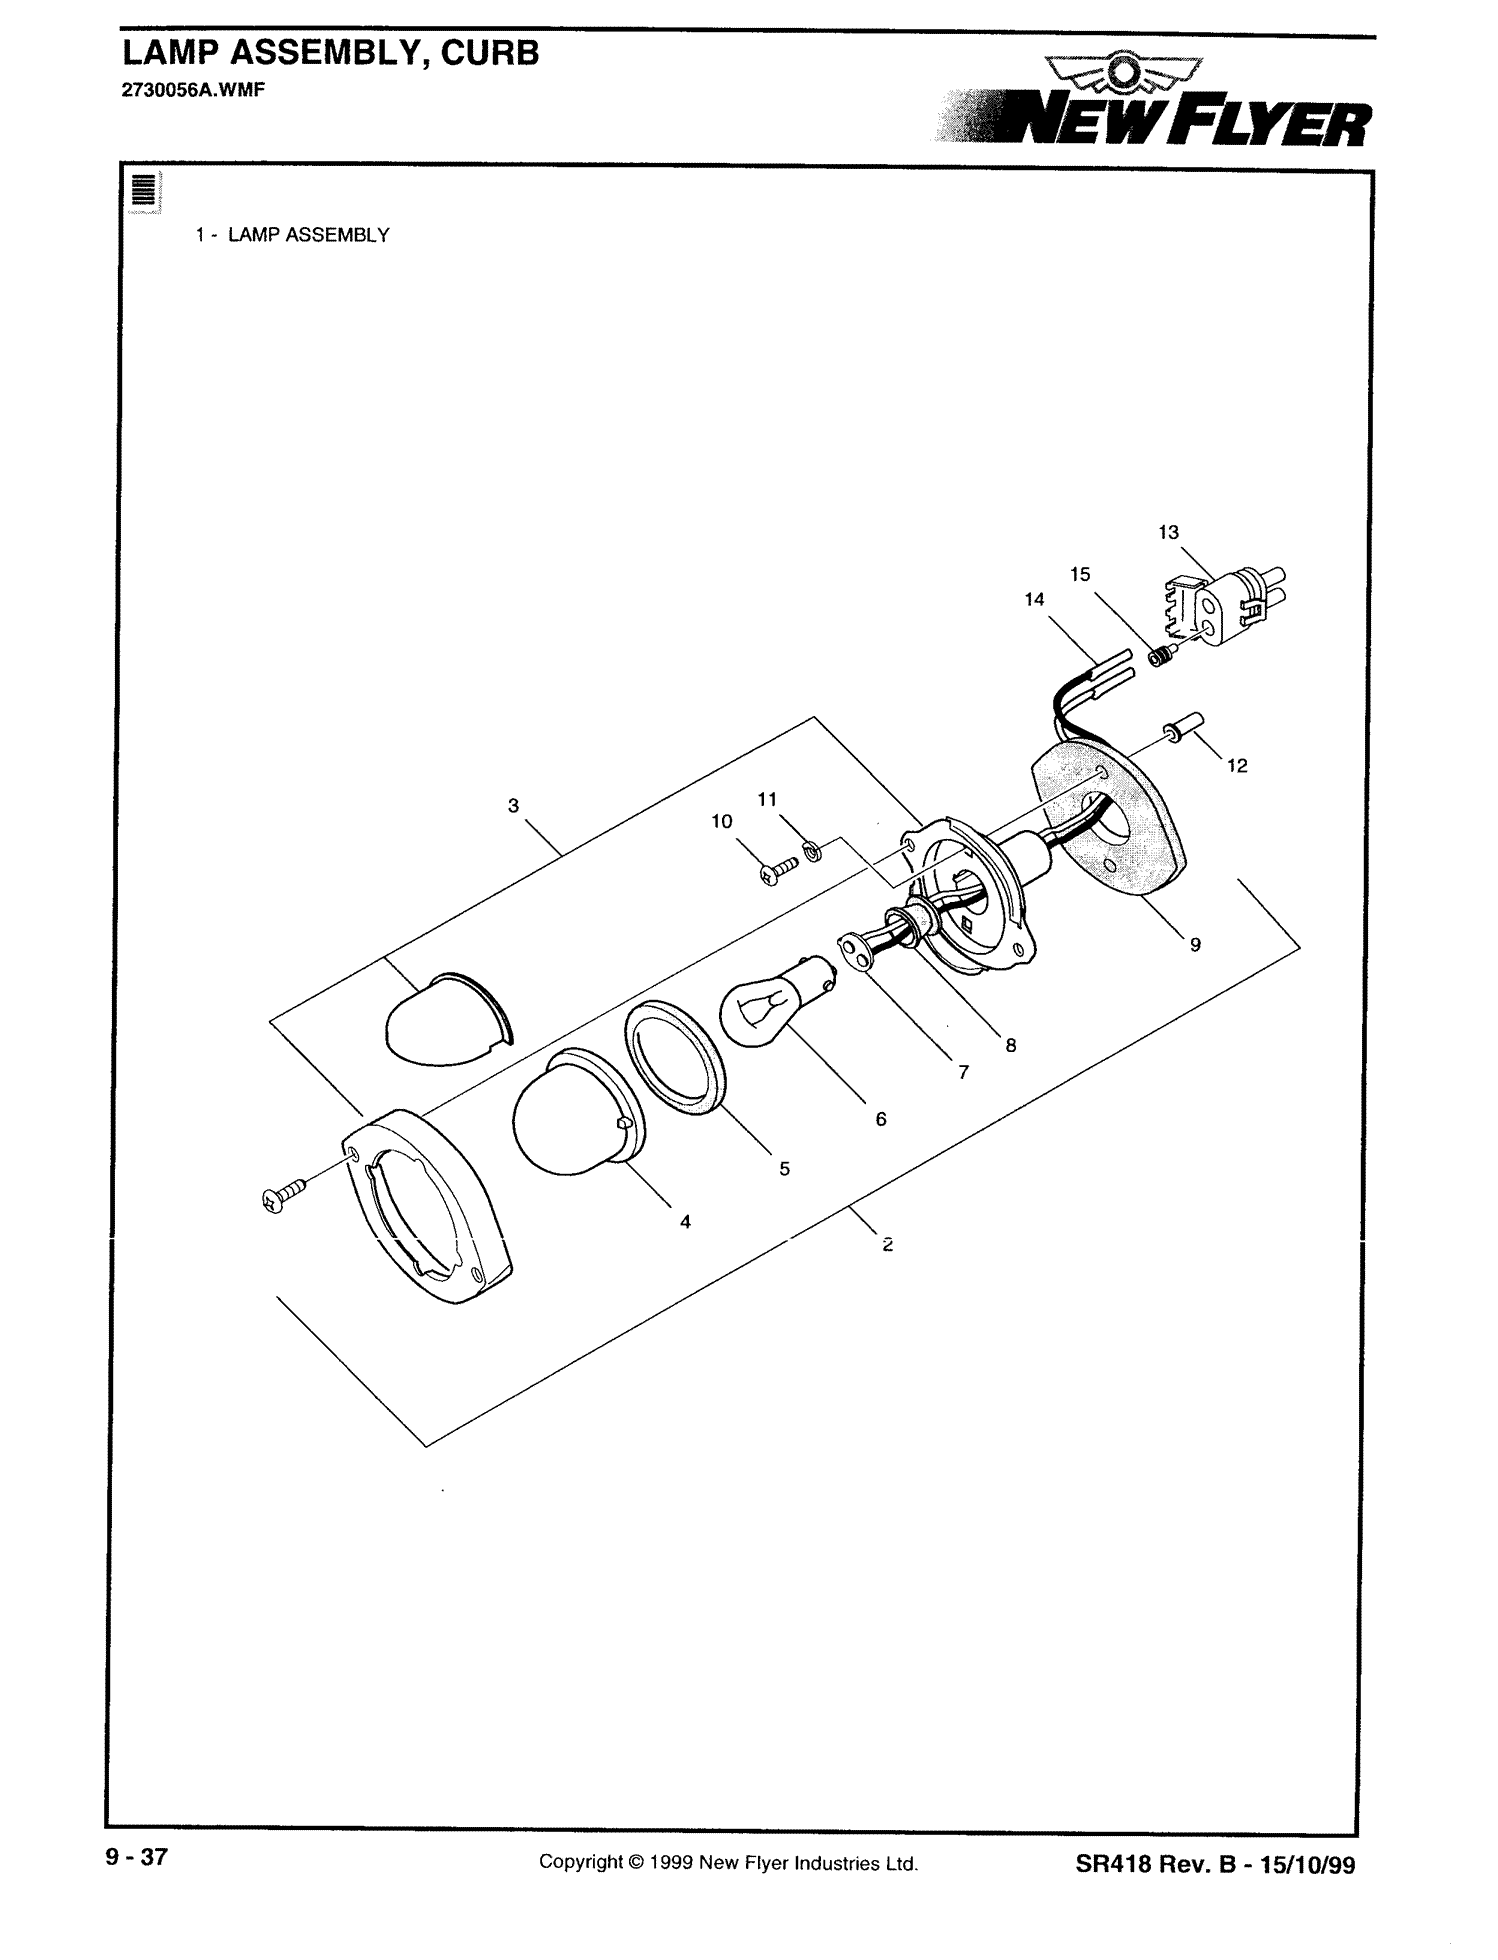 LAMP ASSEMBLY, CURB
2730056A.WMF
NEW FLYER
1 - LAMP ASSEMBLY
13
15
14
12
3
11
10
9
8
7
6
5
4
2
9 - 37
Copyright © 1999 New Flyer Industries Ltd.
SR418 Rev. B - 15/10/99